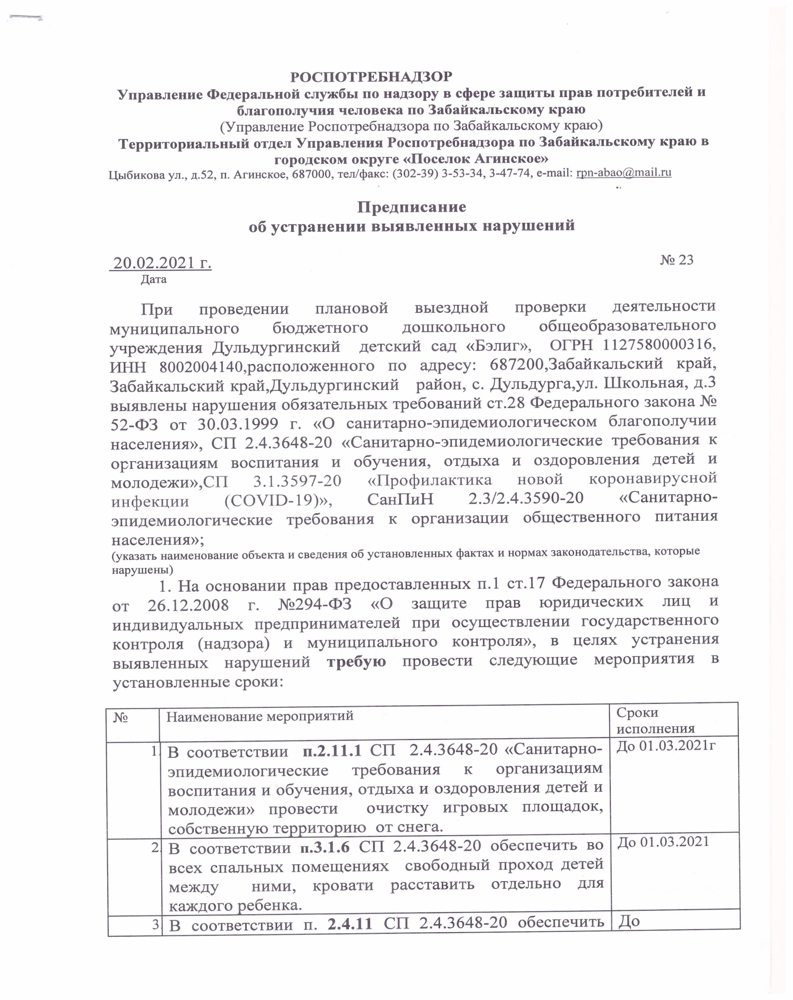 РОСПОТРЕБНАДЗОР
Управление Федеральной службы по надзору в сфере защиты прав потребителей и
благополучия человека по Забайкальскому краю
(Управление Роспотребнадзора по Забайкальскому краю)
Территориальный отдел Управления Роспотребнадзора по Забайкальскому краю в
городском округе «Поселок Агинское»
Цыбикова ул., д.52, п. Агинское, 687000, тел/факс: (302-39) 3-53-34, 3-47-74, e-mail: rpn-abao@mail.ru
Предписание
об устранении выявленных нарушений
20.02.2021 г. № 23
Дата
При проведении плановой выездной проверки деятельности
муниципального бюджетного дошкольного общеобразовательного
учреждения Дульдургинский детский сад «Бэлиг», ОГРН 1127580000316,
ИНН 8002004140,расположенного по адресу: 687200,Забайкальский край,
Забайкальский край,Дульдургинский район, с. Дульдурга,ул. Школьная, д.3
выявлены нарушения обязательных требований ст.28 Федерального закона №
52-ФЗ от 30.03.1999 г. «О санитарно-эпидемиологическом благополучии
населения», СП 2.4.3648-20 «Санитарно-эпидемиологические требования к
организациям воспитания и обучения, отдыха и оздоровления детей и
молодежи»,СП 3.1.3597-20 «Профилактика новой коронавирусной
инфекции (COVID-19)», СанПиН 2.3/2.4.3590-20 «Санитарно-
эпидемиологические требования к организации общественного питания
населения»;
(указать наименование объекта и сведения об установленных фактах и нормах законодательства, которые
нарушены)
1. На основании прав предоставленных п.1 ст.17 Федерального закона
от 26.12.2008 г. №294-ФЗ «О защите прав юридических лиц и
индивидуальных предпринимателей при осуществлении государственного
контроля (надзора) и муниципального контроля», в целях устранения
выявленных нарушений требую провести следующие мероприятия в
установленные сроки:
№ Наименование мероприятий Сроки
исполнения
1. В соответствии п.2.11.1 СП 2.4.3648-20 «Санитарно- До 01.03.2021г
эпидемиологические требования к организациям
воспитания и обучения, отдыха и оздоровления детей и
молодежи» провести очистку игровых площадок,
собственную территорию от снега.
2. В соответствии п.3.1.6 СП 2.4.3648-20 обеспечить во До 01.03.2021
всех спальных помещениях свободный проход детей
между ними, кровати расставить отдельно для
каждого ребенка.
3. В соответствии п. 2.4.11 СП 2.4.3648-20 обеспечить До